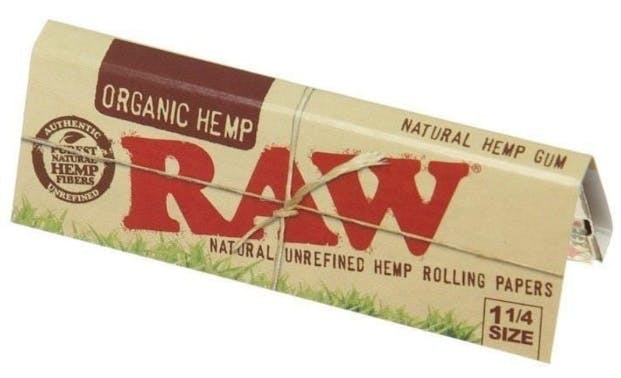 ORGANIC HEMP
NATURAL HEMP GUM
AUTHENTIC
PUREST
NATURAL
HEMP
FIBERS
UNREFINED
RAW®
NATURAL UNREFINED HEMP ROLLING PAPERS
1 1/4
SIZE